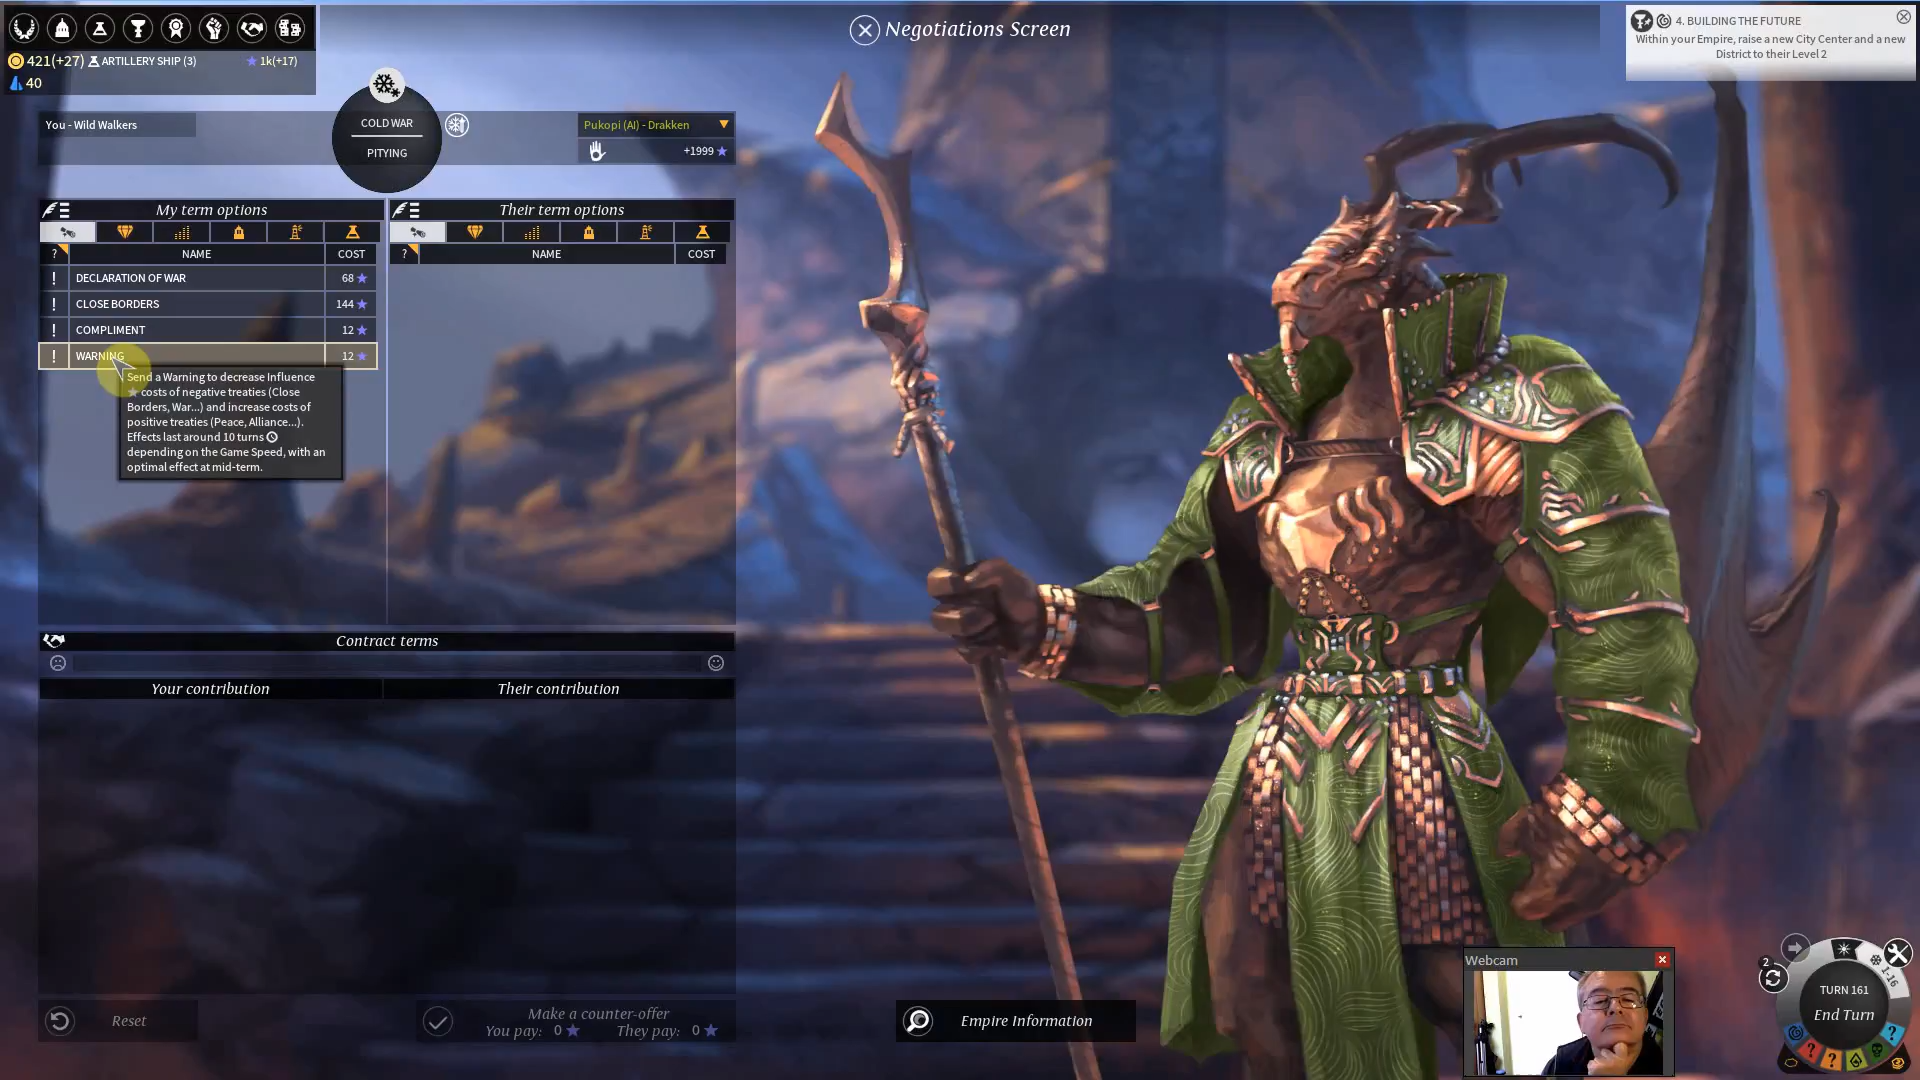 Negotiations Screen
4. BUILDING THE FUTURE
Within your Empire, raise a new City Center and a new
District to their Level 2
421(+27)
ARTILLERY SHIP (3)
1k(+17)
40
You - Wild Walkers
COLD WAR
PITYING
Pukopi (AI) - Drakken
+1999
My term options
Their term options
? NAME COST
? NAME COST
! DECLARATION OF WAR 68
! CLOSE BORDERS 144
! COMPLIMENT 12
! WARNING 12
Send a Warning to decrease Influence
costs of negative treaties (Close
Borders, War...) and increase costs of
positive treaties (Peace, Alliance...).
Effects last around 10 turns
depending on the Game Speed, with an
optimal effect at mid-term.
Contract terms
Your contribution
Their contribution
Reset
Make a counter-offer
You pay: 0 They pay: 0
Empire Information
Webcam
2
1-16
TURN 161
End Turn
? ? ? ?